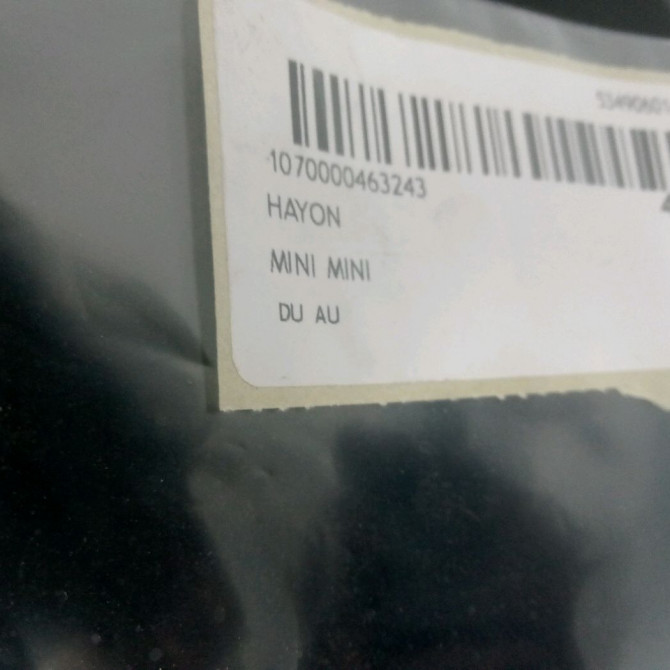 1070000463243
HAYON
MINI MINI
DU AU